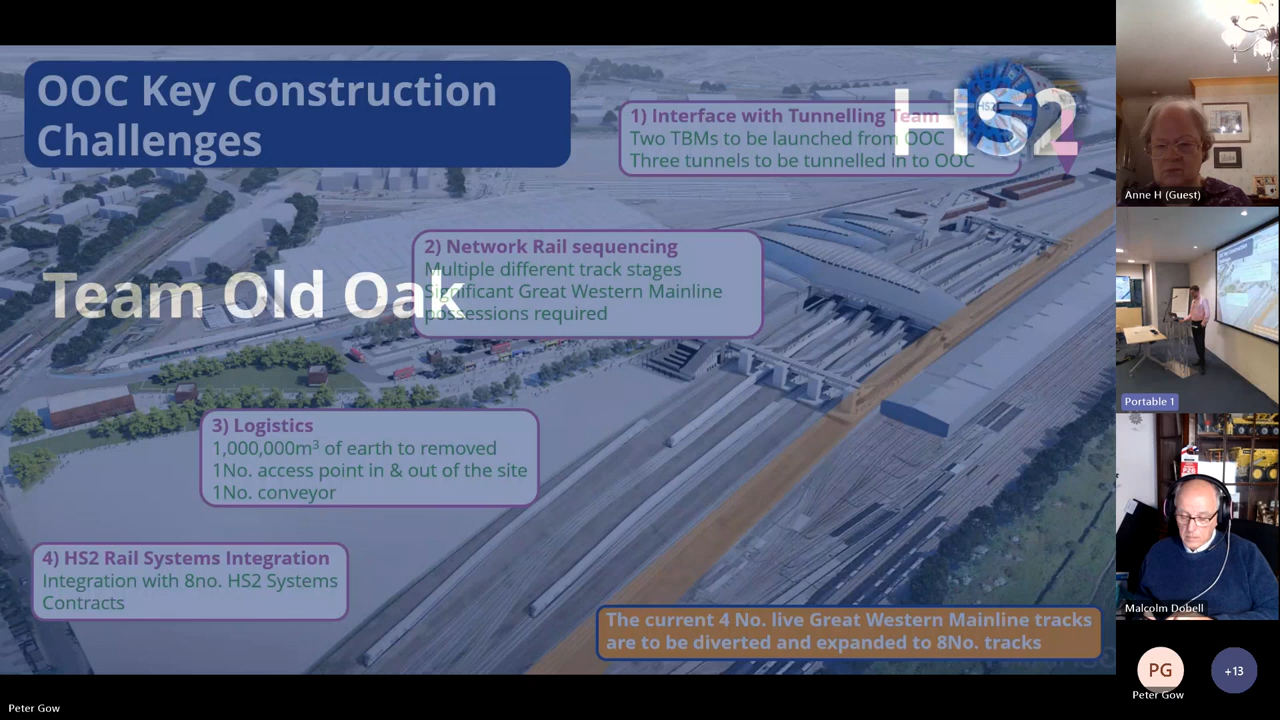 OOC Key Construction
Challenges
HS2
1) Interface with Tunnelling Team
Two TBMs to be launched from OOC
Three tunnels to be tunnelled in to OOC
2) Network Rail sequencing
Multiple different track stages
Significant Great Western Mainline
possessions required
Team Old Oak
3) Logistics
1,000,000m³ of earth to removed
1No. access point in & out of the site
1No. conveyor
4) HS2 Rail Systems Integration
Integration with 8no. HS2 Systems
Contracts
The current 4 No. live Great Western Mainline tracks
are to be diverted and expanded to 8No. tracks
Anne H (Guest)
Portable 1
Malcolm Dobell
PG
Peter Gow
+13
Peter Gow